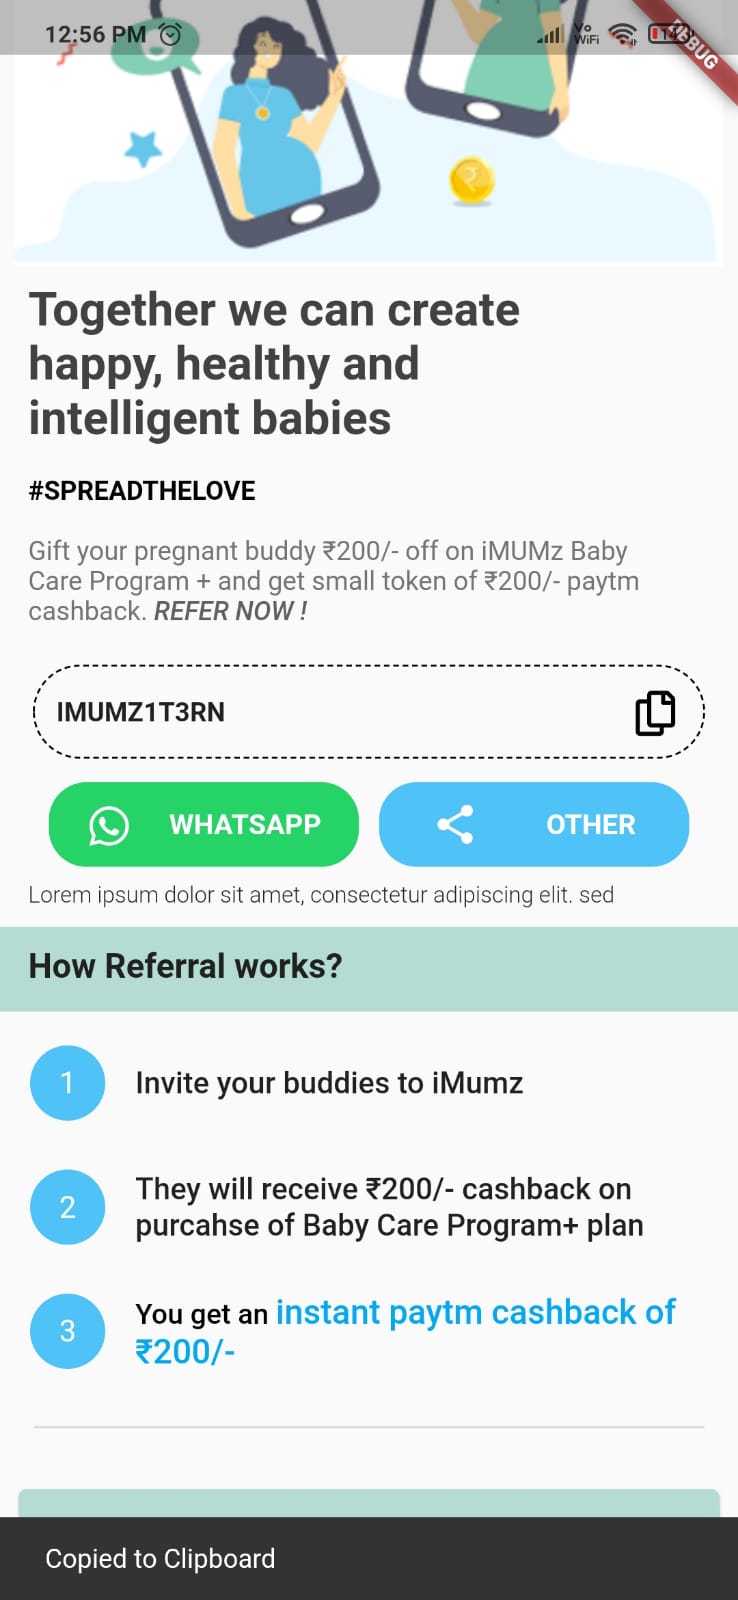 12:56 PM
Vo
WiFi
14
DEBUG
Together we can create
happy, healthy and
intelligent babies
#SPREADTHELOVE
Gift your pregnant buddy ₹200/- off on iMUMz Baby
Care Program + and get small token of ₹200/- paytm
cashback. REFER NOW !
IMUMZ1T3RN
WHATSAPP
OTHER
Lorem ipsum dolor sit amet, consectetur adipiscing elit. sed
How Referral works?
1
Invite your buddies to iMumz
2
They will receive ₹200/- cashback on
purcahse of Baby Care Program+ plan
3
You get an instant paytm cashback of
₹200/-
Copied to Clipboard